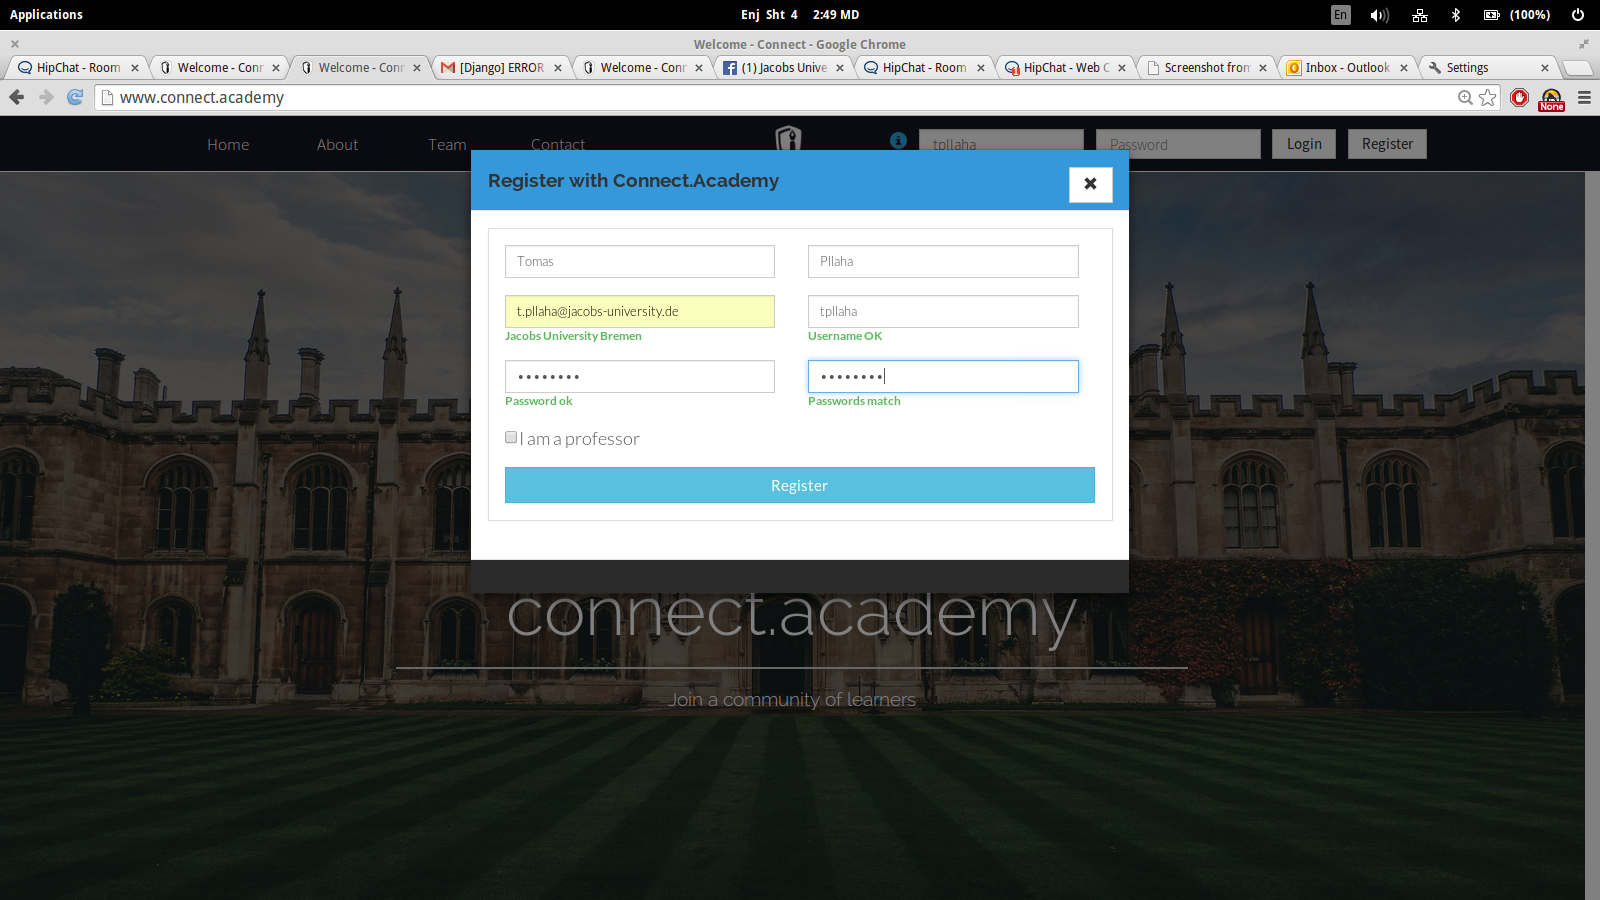 Applications
Enj Sht 4 2:49 MD
En
(100%)
Welcome - Connect - Google Chrome
HipChat - Room
Welcome - Conn
Welcome - Conn
[Django] ERROR
Welcome - Conn
(1) Jacobs Unive
HipChat - Room
HipChat - Web C
Screenshot from
Inbox - Outlook
Settings
www.connect.academy
None
Home
About
Team
Contact
tpllaha
Password
Login
Register
Register with Connect.Academy
Tomas
Pllaha
t.pllaha@jacobs-university.de
tpllaha
Jacobs University Bremen
Username OK
Password ok
Passwords match
I am a professor
Register
connect.academy
Join a community of learners